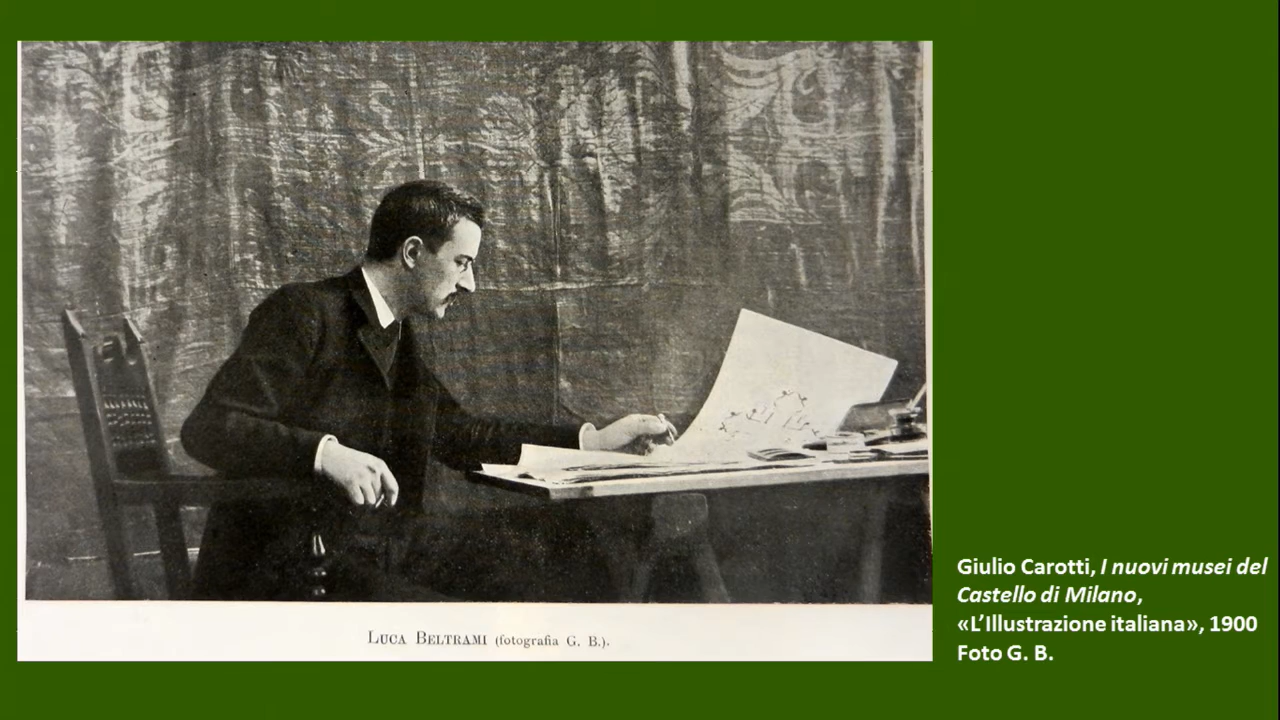 LUCA BELTRAMI (fotografia G. B.).
Giulio Carotti, I nuovi musei del
Castello di Milano,
«L’Illustrazione italiana», 1900
Foto G. B.